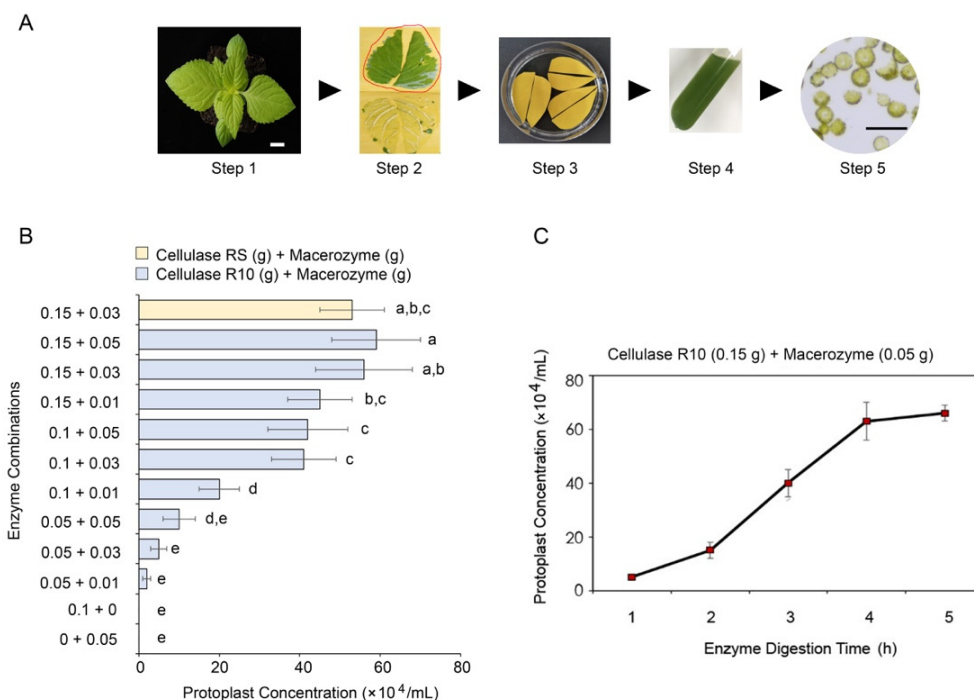 A
Step 1
Step 2
Step 3
Step 4
Step 5
B
Cellulase RS (g) + Macerozyme (g)
Cellulase R10 (g) + Macerozyme (g)
Enzyme Combinations
0.15 + 0.03
a,b,c
0.15 + 0.05
a
0.15 + 0.03
a,b
0.15 + 0.01
b,c
0.1 + 0.05
c
0.1 + 0.03
c
0.1 + 0.01
d
0.05 + 0.05
d,e
0.05 + 0.03
e
0.05 + 0.01
e
0.1 + 0
e
0 + 0.05
e
0
20
40
60
80
Protoplast Concentration (×10⁴/mL)
C
Cellulase R10 (0.15 g) + Macerozyme (0.05 g)
Protoplast Concentration (×10⁴/mL)
80
60
40
20
0
1
2
3
4
5
Enzyme Digestion Time (h)